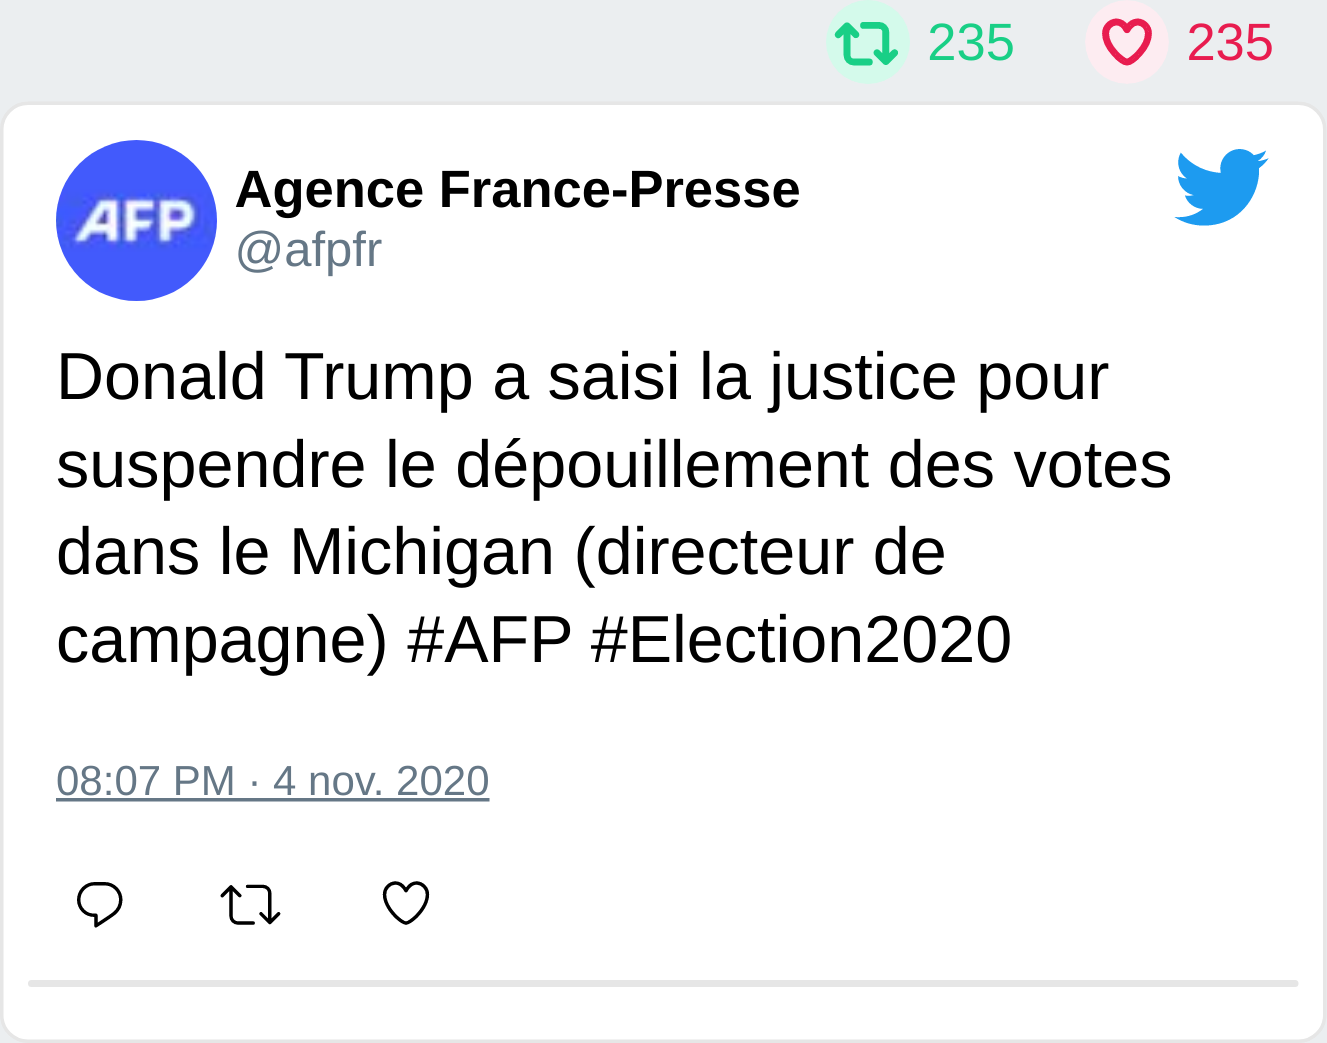 235 235
AFP
Agence France-Presse
@afpfr
Donald Trump a saisi la justice pour
suspendre le dépouillement des votes
dans le Michigan (directeur de
campagne) #AFP #Election2020
08:07 PM · 4 nov. 2020